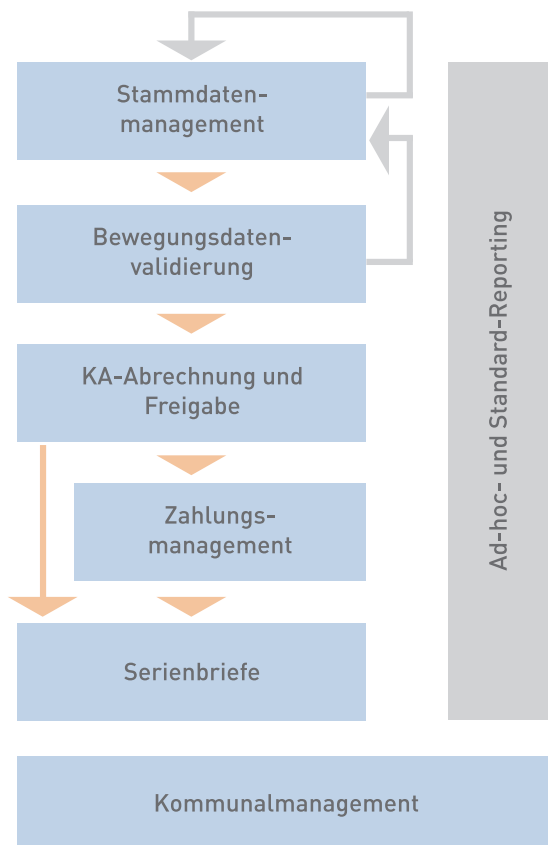 Stammdaten-
management
Bewegungsdaten-
validierung
KA-Abrechnung und
Freigabe
Zahlungs-
management
Serienbriefe
Ad-hoc- und Standard-Reporting
Kommunalmanagement